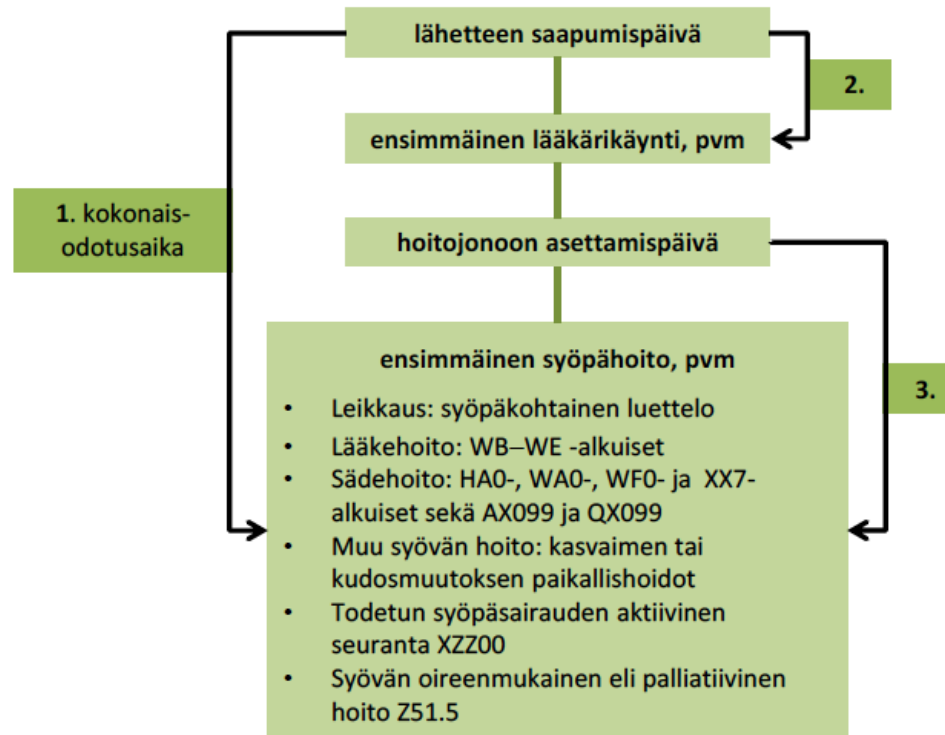 lähetteen saapumispäivä
2.
ensimmäinen lääkärikäynti, pvm
1. kokonais-
odotusaika
hoitojonoon asettamispäivä
ensimmäinen syöpähoito, pvm
• Leikkaus: syöpäkohtainen luettelo
• Lääkehoito: WB–WE -alkuiset
• Sädehoito: HA0-, WA0-, WF0- ja XX7-
alkuiset sekä AX099 ja QX099
• Muu syövän hoito: kasvaimen tai
kudosmuutoksen paikallishoidot
• Todetun syöpäsairauden aktiivinen
seuranta XZZ00
• Syövän oireenmukainen eli palliatiivinen
hoito Z51.5
3.